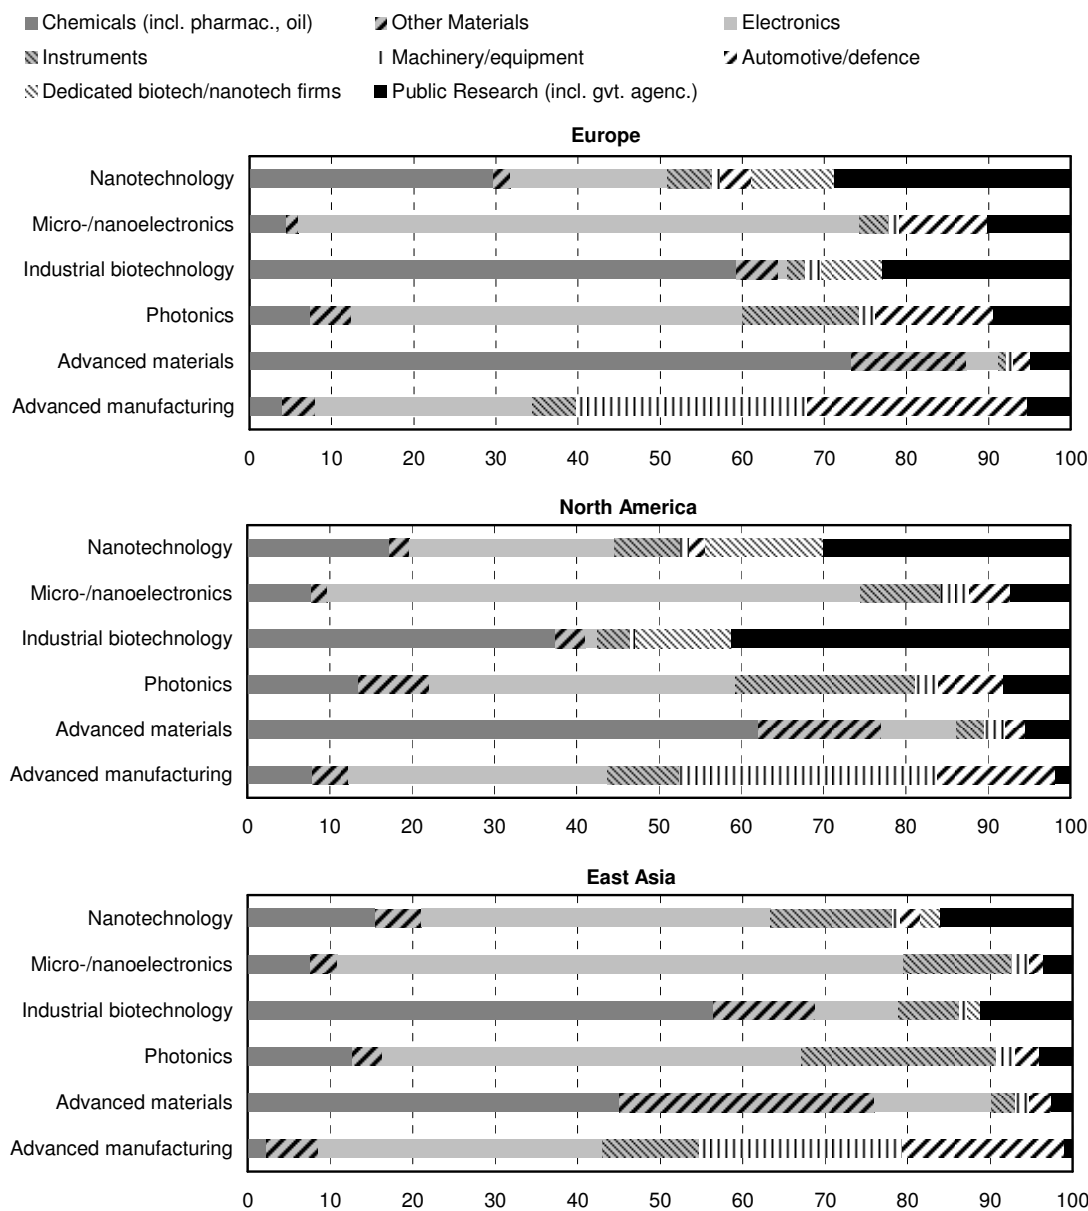 Chemicals (incl. pharmac., oil) Other Materials Electronics
Instruments Machinery/equipment Automotive/defence
Dedicated biotech/nanotech firms Public Research (incl. gvt. agenc.)
Europe
Nanotechnology
Micro-/nanoelectronics
Industrial biotechnology
Photonics
Advanced materials
Advanced manufacturing
0 10 20 30 40 50 60 70 80 90 100
North America
Nanotechnology
Micro-/nanoelectronics
Industrial biotechnology
Photonics
Advanced materials
Advanced manufacturing
0 10 20 30 40 50 60 70 80 90 100
East Asia
Nanotechnology
Micro-/nanoelectronics
Industrial biotechnology
Photonics
Advanced materials
Advanced manufacturing
0 10 20 30 40 50 60 70 80 90 100